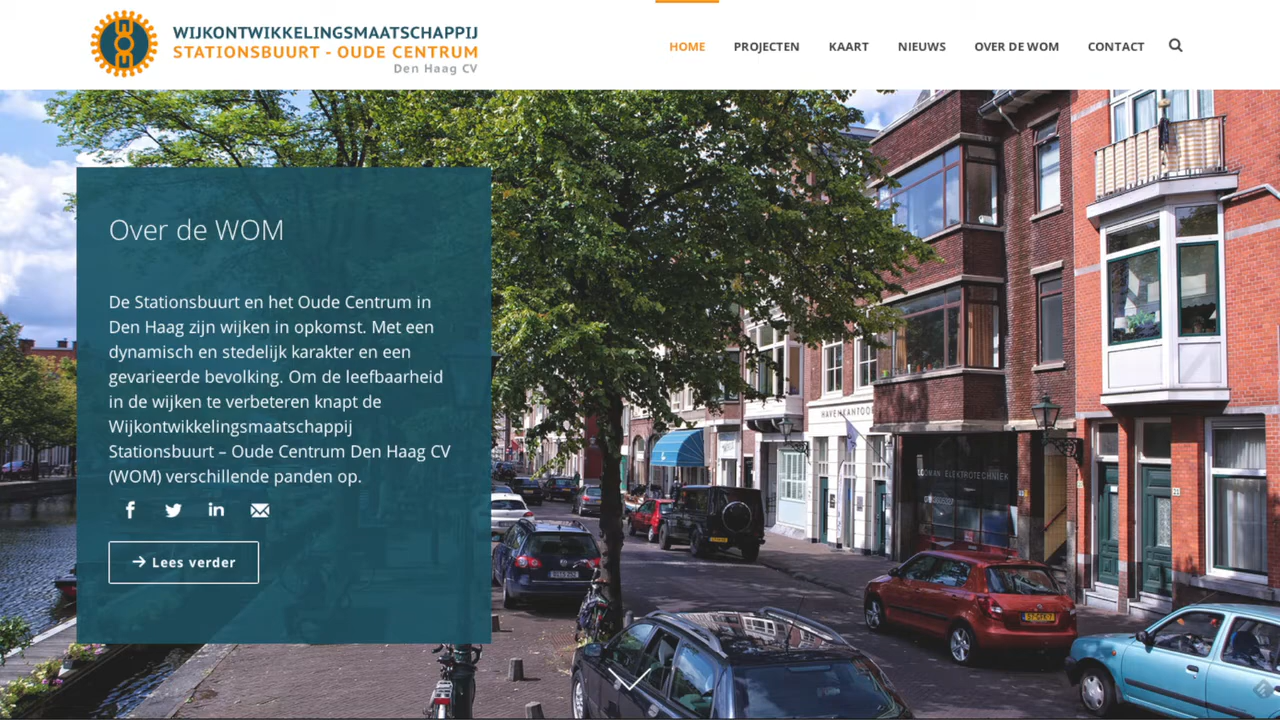 WIJKONTWIKKELINGSMAATSCHAPPIJ
STATIONSBUURT - OUDE CENTRUM
Den Haag CV
HOME PROJECTEN KAART NIEUWS OVER DE WOM CONTACT
Over de WOM
De Stationsbuurt en het Oude Centrum in
Den Haag zijn wijken in opkomst. Met een
dynamisch en stedelijk karakter en een
gevarieerde bevolking. Om de leefbaarheid
in de wijken te verbeteren knapt de
Wijkontwikkelingsmaatschappij
Stationsbuurt – Oude Centrum Den Haag CV
(WOM) verschillende panden op.
Lees verder
HAVENKANTOOR
ELEKTROTECHNIEK